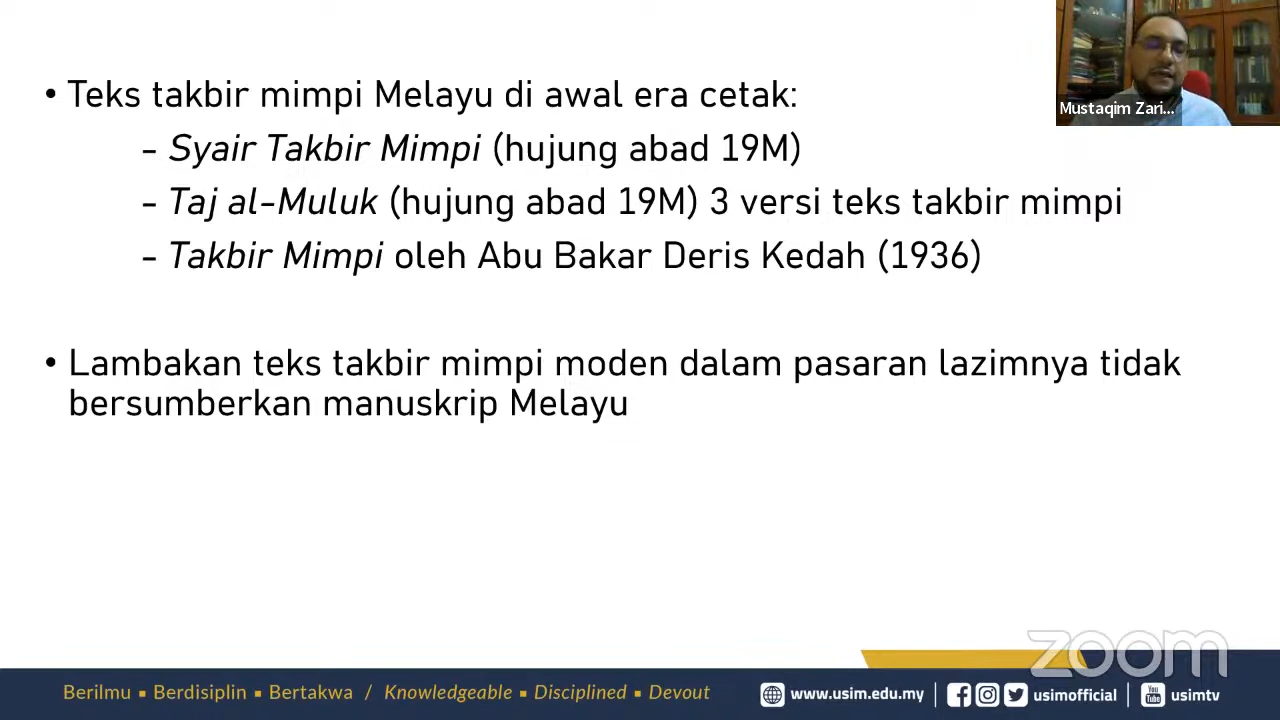 • Teks takbir mimpi Melayu di awal era cetak:
- Syair Takbir Mimpi (hujung abad 19M)
- Taj al-Muluk (hujung abad 19M) 3 versi teks takbir mimpi
- Takbir Mimpi oleh Abu Bakar Deris Kedah (1936)
• Lambakan teks takbir mimpi moden dalam pasaran lazimnya tidak
bersumberkan manuskrip Melayu
Mustaqim Zari...
zoom
Berilmu ▪ Berdisiplin ▪ Bertakwa / Knowledgeable ▪ Disciplined ▪ Devout
www.usim.edu.my | usimofficial | You Tube usimtv